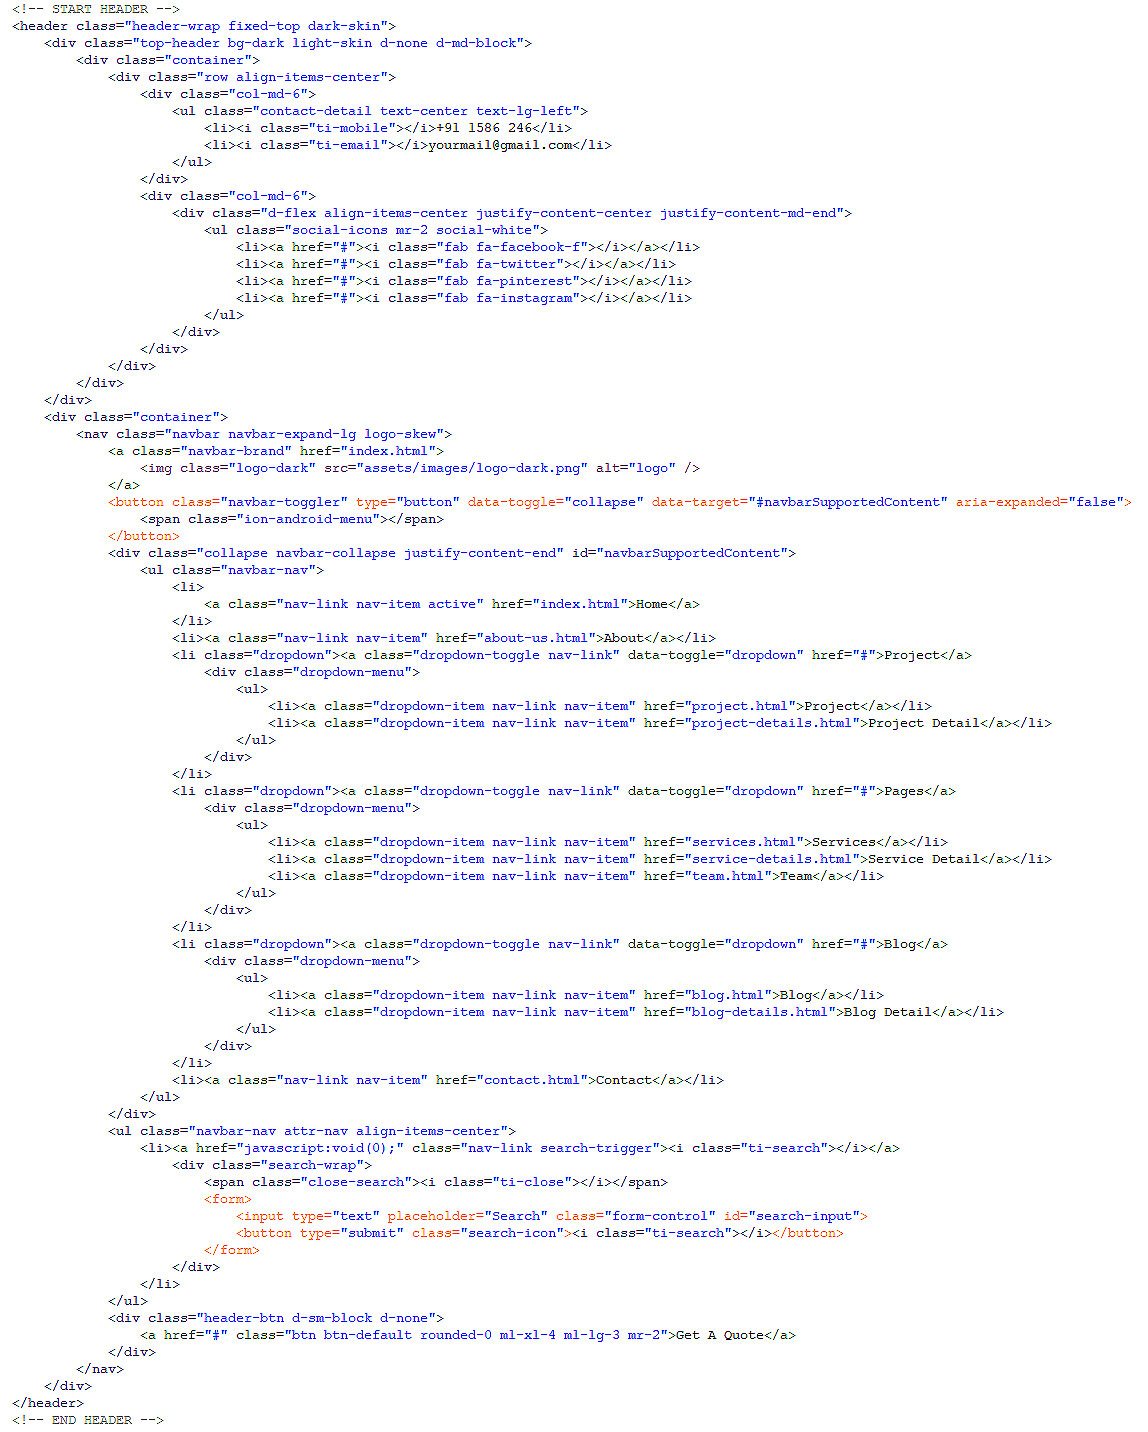 <!-- START HEADER -->
<header class="header-wrap fixed-top dark-skin">
    <div class="top-header bg-dark light-skin d-none d-md-block">
        <div class="container">
            <div class="row align-items-center">
                <div class="col-md-6">
                    <ul class="contact-detail text-center text-lg-left">
                        <li><i class="ti-mobile"></i>+91 1586 246</li>
                        <li><i class="ti-email"></i>yourmail@gmail.com</li>
                    </ul>
                </div>
                <div class="col-md-6">
                    <div class="d-flex align-items-center justify-content-center justify-content-md-end">
                        <ul class="social-icons mr-2 social-white">
                            <li><a href="#"><i class="fab fa-facebook-f"></i></a></li>
                            <li><a href="#"><i class="fab fa-twitter"></i></a></li>
                            <li><a href="#"><i class="fab fa-pinterest"></i></a></li>
                            <li><a href="#"><i class="fab fa-instagram"></i></a></li>
                        </ul>
                    </div>
                </div>
            </div>
        </div>
    </div>
    <div class="container">
        <nav class="navbar navbar-expand-lg logo-skew">
            <a class="navbar-brand" href="index.html">
                <img class="logo-dark" src="assets/images/logo-dark.png" alt="logo" />
            </a>
            <button class="navbar-toggler" type="button" data-toggle="collapse" data-target="#navbarSupportedContent" aria-expanded="false">
                <span class="ion-android-menu"></span>
            </button>
            <div class="collapse navbar-collapse justify-content-end" id="navbarSupportedContent">
                <ul class="navbar-nav">
                    <li>
                        <a class="nav-link nav-item active" href="index.html">Home</a>
                    </li>
                    <li><a class="nav-link nav-item" href="about-us.html">About</a></li>
                    <li class="dropdown"><a class="dropdown-toggle nav-link" data-toggle="dropdown" href="#">Project</a>
                        <div class="dropdown-menu">
                            <ul>
                                <li><a class="dropdown-item nav-link nav-item" href="project.html">Project</a></li>
                                <li><a class="dropdown-item nav-link nav-item" href="project-details.html">Project Detail</a></li>
                            </ul>
                        </div>
                    </li>
                    <li class="dropdown"><a class="dropdown-toggle nav-link" data-toggle="dropdown" href="#">Pages</a>
                        <div class="dropdown-menu">
                            <ul>
                                <li><a class="dropdown-item nav-link nav-item" href="services.html">Services</a></li>
                                <li><a class="dropdown-item nav-link nav-item" href="service-details.html">Service Detail</a></li>
                                <li><a class="dropdown-item nav-link nav-item" href="team.html">Team</a></li>
                            </ul>
                        </div>
                    </li>
                    <li class="dropdown"><a class="dropdown-toggle nav-link" data-toggle="dropdown" href="#">Blog</a>
                        <div class="dropdown-menu">
                            <ul>
                                <li><a class="dropdown-item nav-link nav-item" href="blog.html">Blog</a></li>
                                <li><a class="dropdown-item nav-link nav-item" href="blog-details.html">Blog Detail</a></li>
                            </ul>
                        </div>
                    </li>
                    <li><a class="nav-link nav-item" href="contact.html">Contact</a></li>
                </ul>
            </div>
            <ul class="navbar-nav attr-nav align-items-center">
                <li><a href="javascript:void(0);" class="nav-link search-trigger"><i class="ti-search"></i></a>
                    <div class="search-wrap">
                        <span class="close-search"><i class="ti-close"></i></span>
                        <form>
                            <input type="text" placeholder="Search" class="form-control" id="search-input">
                            <button type="submit" class="search-icon"><i class="ti-search"></i></button>
                        </form>
                    </div>
                </li>
            </ul>
            <div class="header-btn d-sm-block d-none">
                <a href="#" class="btn btn-default rounded-0 ml-xl-4 ml-lg-3 mr-2">Get A Quote</a>
            </div>
        </nav>
    </div>
</header>
<!-- END HEADER -->